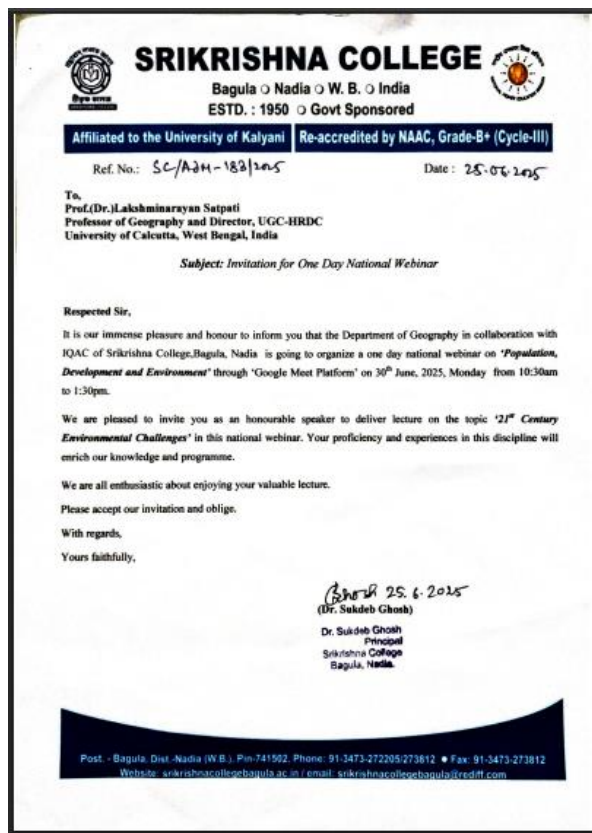 SRIKRISHNA COLLEGE
Bagula o Nadia o W. B. o India
ESTD. : 1950 o Govt Sponsored
Affiliated to the University of Kalyani Re-accredited by NAAC, Grade-B+ (Cycle-III)
Ref. No.: SC/ADM-183/2025 Date : 25.06.2025
To,
Prof.(Dr.)Lakshminarayan Satpati
Professor of Geography and Director, UGC-HRDC
University of Calcutta, West Bengal, India
Subject: Invitation for One Day National Webinar
Respected Sir,
It is our immense pleasure and honour to inform you that the Department of Geography in collaboration with
IQAC of Srikrishna College,Bagula, Nadia is going to organize a one day national webinar on ‘Population,
Development and Environment’ through ‘Google Meet Platform’ on 30th June, 2025, Monday from 10:30am
to 1:30pm.
We are pleased to invite you as an honourable speaker to deliver lecture on the topic ‘21st Century
Environmental Challenges’ in this national webinar. Your proficiency and experiences in this discipline will
enrich our knowledge and programme.
We are all enthusiastic about enjoying your valuable lecture.
Please accept our invitation and oblige.
With regards,
Yours faithfully,
Ghosh 25.6.2025
(Dr. Sukdeb Ghosh)
Dr. Sukdeb Ghosh
Principal
Srikrishna College
Bagula, Nadia.
Post. - Bagula, Dist.-Nadia (W.B.), Pin-741502, Phone: 91-3473-272205/273812 ● Fax: 91-3473-273812
Website: srikrishnacollegebagula.ac.in / email: srikrishnacollegebagula@rediff.com